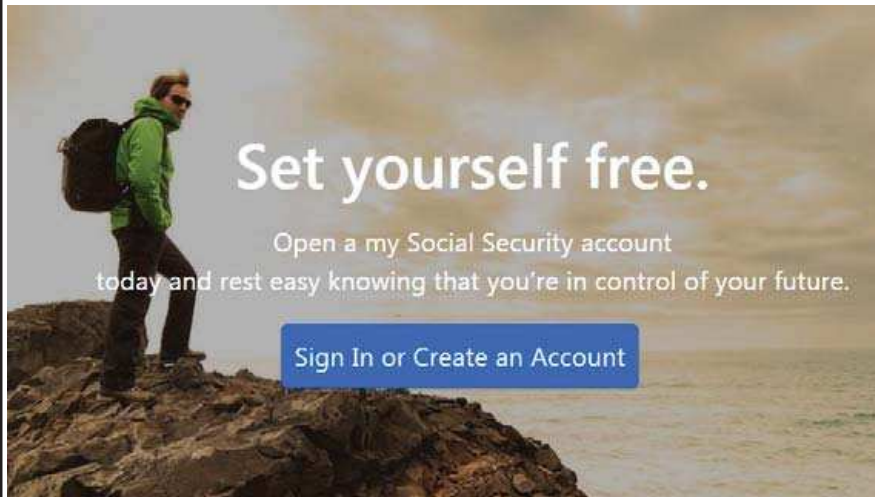 Set yourself free.
Open a my Social Security account
today and rest easy knowing that you're in control of your future.
Sign In or Create an Account